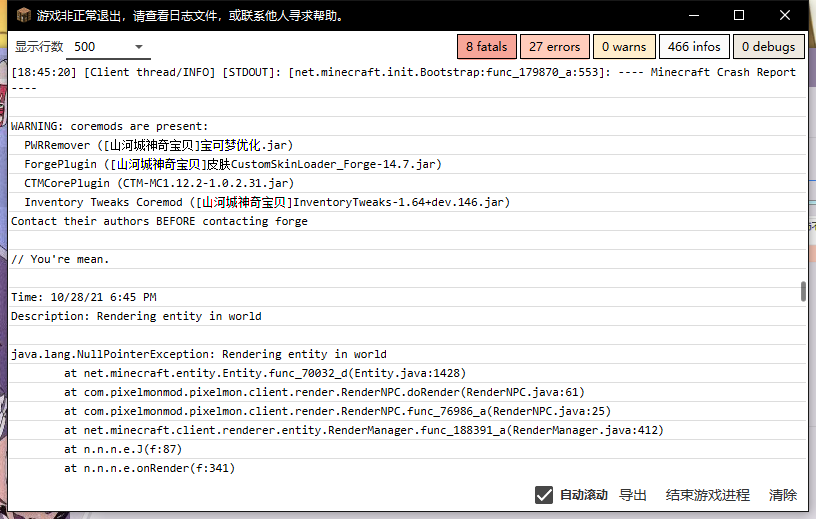 游戏非正常退出，请查看日志文件，或联系他人寻求帮助。
显示行数 500 8 fatals 27 errors 0 warns 466 infos 0 debugs
[18:45:20] [Client thread/INFO] [STDOUT]: [net.minecraft.init.Bootstrap:func_179870_a:553]: ---- Minecraft Crash Report
----
WARNING: coremods are present:
PWRRemover ([山河城神奇宝贝]宝可梦优化.jar)
ForgePlugin ([山河城神奇宝贝]皮肤CustomSkinLoader_Forge-14.7.jar)
CTMCorePlugin (CTM-MC1.12.2-1.0.2.31.jar)
Inventory Tweaks Coremod ([山河城神奇宝贝]InventoryTweaks-1.64+dev.146.jar)
Contact their authors BEFORE contacting forge
// You're mean.
Time: 10/28/21 6:45 PM
Description: Rendering entity in world
java.lang.NullPointerException: Rendering entity in world
at net.minecraft.entity.Entity.func_70032_d(Entity.java:1428)
at com.pixelmonmod.pixelmon.client.render.RenderNPC.doRender(RenderNPC.java:61)
at com.pixelmonmod.pixelmon.client.render.RenderNPC.func_76986_a(RenderNPC.java:25)
at net.minecraft.client.renderer.entity.RenderManager.func_188391_a(RenderManager.java:412)
at n.n.n.e.J(f:87)
at n.n.n.e.onRender(f:341)
自动滚动 导出 结束游戏进程 清除